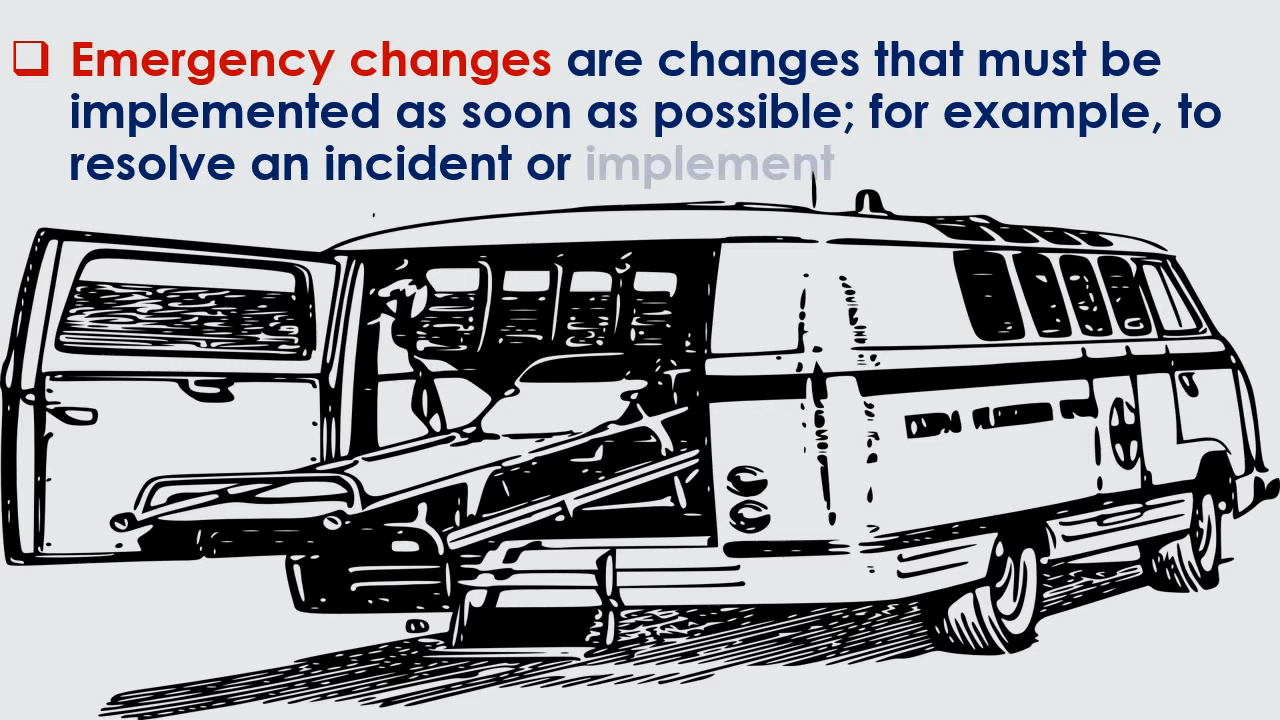 Emergency changes are changes that must be
implemented as soon as possible; for example, to
resolve an incident or implement